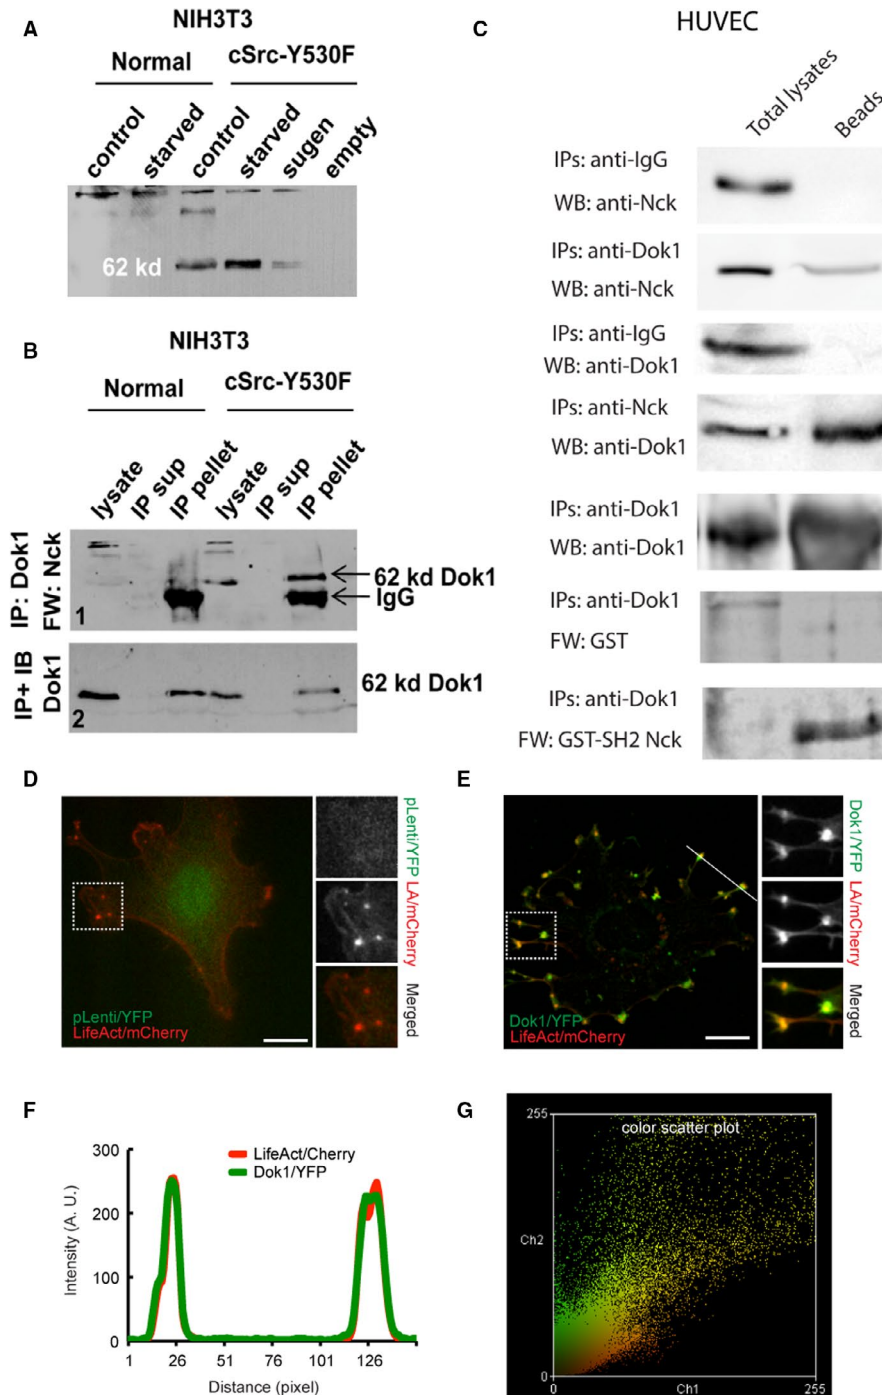 A
NIH3T3
Normal
cSrc-Y530F
control
starved
control
starved
sugen
empty
62 kd
B
NIH3T3
Normal
cSrc-Y530F
lysate
IP sup
IP pellet
lysate
IP sup
IP pellet
IP: Dok1
FW: Nck
1
62 kd Dok1
IgG
IP+ IB
Dok1
2
62 kd Dok1
C
HUVEC
Total lysates
Beads
IPs: anti-IgG
WB: anti-Nck
IPs: anti-Dok1
WB: anti-Nck
IPs: anti-IgG
WB: anti-Dok1
IPs: anti-Nck
WB: anti-Dok1
IPs: anti-Dok1
WB: anti-Dok1
IPs: anti-Dok1
FW: GST
IPs: anti-Dok1
FW: GST-SH2 Nck
D
pLenti/YFP
LifeAct/mCherry
pLenti/YFP
LA/mCherry
Merged
E
Dok1/YFP
LifeAct/mCherry
Dok1/YFP
LA/mCherry
Merged
F
300
200
100
0
Intensity (A. U.)
LifeAct/Cherry
Dok1/YFP
1
26
51
76
101
126
Distance (pixel)
G
255
color scatter plot
Ch2
0
0
Ch1
255